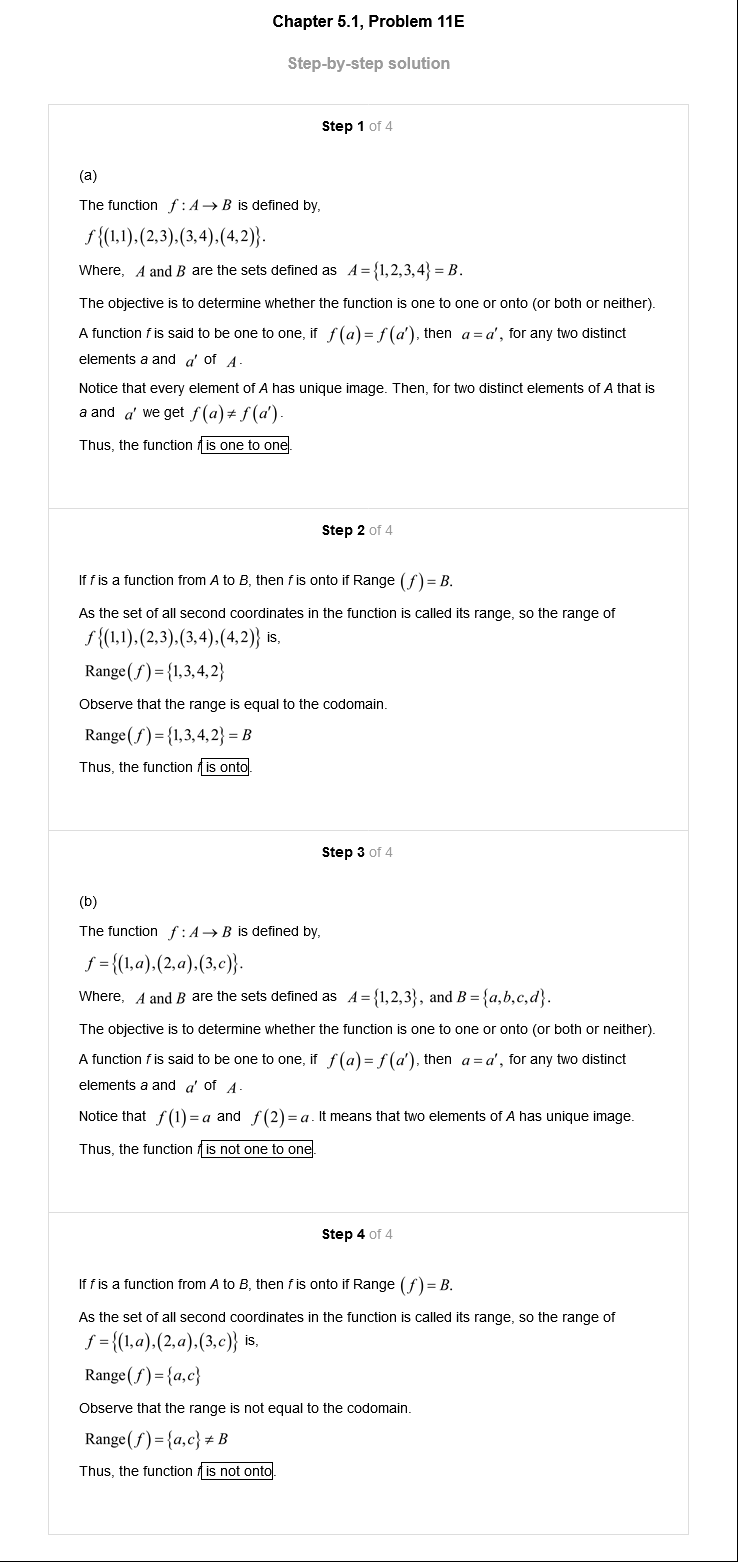 Chapter 5.1, Problem 11E
Step-by-step solution
Step 1 of 4
(a)
The function f : A → B is defined by,
f {(1,1),(2,3),(3,4),(4,2)}.
Where, A and B are the sets defined as A = {1,2,3,4} = B.
The objective is to determine whether the function is one to one or onto (or both or neither).
A function f is said to be one to one, if f(a) = f(a′), then a = a′, for any two distinct
elements a and a′ of A.
Notice that every element of A has unique image. Then, for two distinct elements of A that is
a and a′ we get f(a) ≠ f(a′).
Thus, the function f is one to one.
Step 2 of 4
If f is a function from A to B, then f is onto if Range (f) = B.
As the set of all second coordinates in the function is called its range, so the range of
f {(1,1),(2,3),(3,4),(4,2)} is,
Range(f) = {1,3,4,2}
Observe that the range is equal to the codomain.
Range(f) = {1,3,4,2} = B
Thus, the function f is onto.
Step 3 of 4
(b)
The function f : A → B is defined by,
f = {(1,a),(2,a),(3,c)}.
Where, A and B are the sets defined as A = {1,2,3}, and B = {a,b,c,d}.
The objective is to determine whether the function is one to one or onto (or both or neither).
A function f is said to be one to one, if f(a) = f(a′), then a = a′, for any two distinct
elements a and a′ of A.
Notice that f(1) = a and f(2) = a. It means that two elements of A has unique image.
Thus, the function f is not one to one.
Step 4 of 4
If f is a function from A to B, then f is onto if Range (f) = B.
As the set of all second coordinates in the function is called its range, so the range of
f = {(1,a),(2,a),(3,c)} is,
Range(f) = {a,c}
Observe that the range is not equal to the codomain.
Range(f) = {a,c} ≠ B
Thus, the function f is not onto.